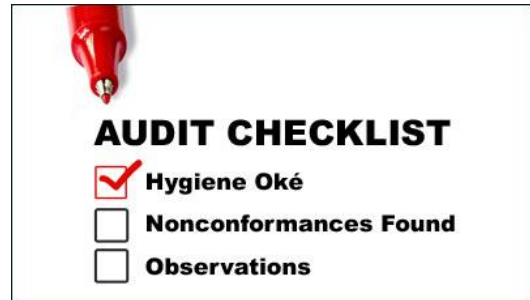 AUDIT CHECKLIST
Hygiene Oké
Nonconformances Found
Observations